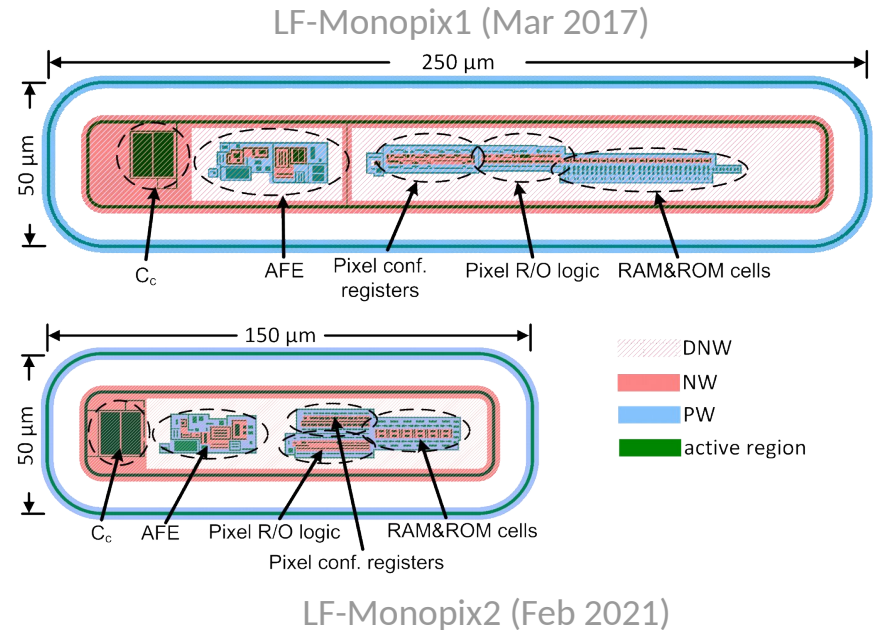 LF-Monopix1 (Mar 2017)
250 µm
50 µm
Cc
AFE
Pixel conf.
registers
Pixel R/O logic
RAM&ROM cells
150 µm
50 µm
DNW
NW
PW
active region
Cc
AFE
Pixel R/O logic
RAM&ROM cells
Pixel conf. registers
LF-Monopix2 (Feb 2021)